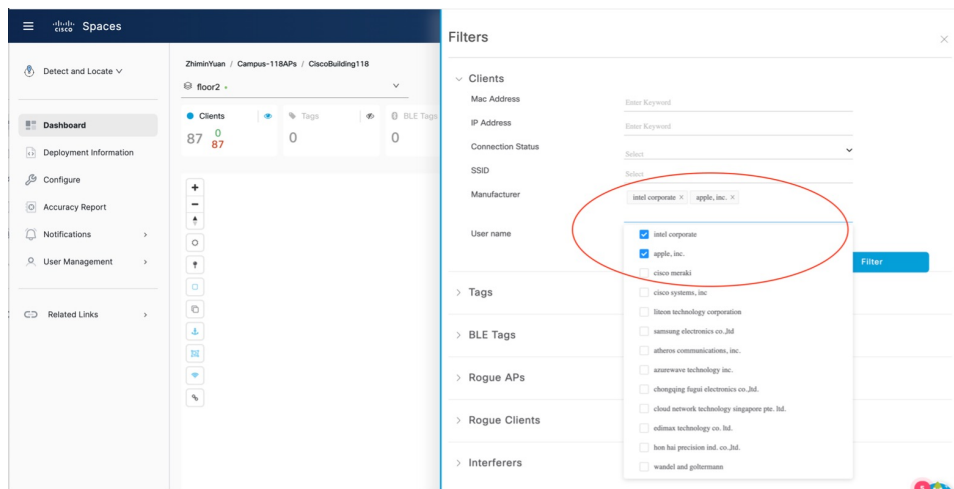 cisco Spaces
Detect and Locate
Dashboard
Deployment Information
Configure
Accuracy Report
Notifications
User Management
Related Links
ZhiminYuan / Campus-118APs / CiscoBuilding118
floor2
Clients
87
0
87
Tags
0
BLE Tags
0
Filters
Clients
Mac Address
Enter Keyword
IP Address
Enter Keyword
Connection Status
Select
SSID
Select
Manufacturer
intel corporate × apple, inc. ×
User name
intel corporate
apple, inc.
cisco meraki
cisco systems, inc
liteon technology corporation
samsung electronics co.,ltd
atheros communications, inc.
azurewave technology inc.
chongqing fugui electronics co.,ltd.
cloud network technology singapore pte. ltd.
edimax technology co. ltd.
hon hai precision ind. co.,ltd.
wandel and goltermann
Filter
Tags
BLE Tags
Rogue APs
Rogue Clients
Interferers